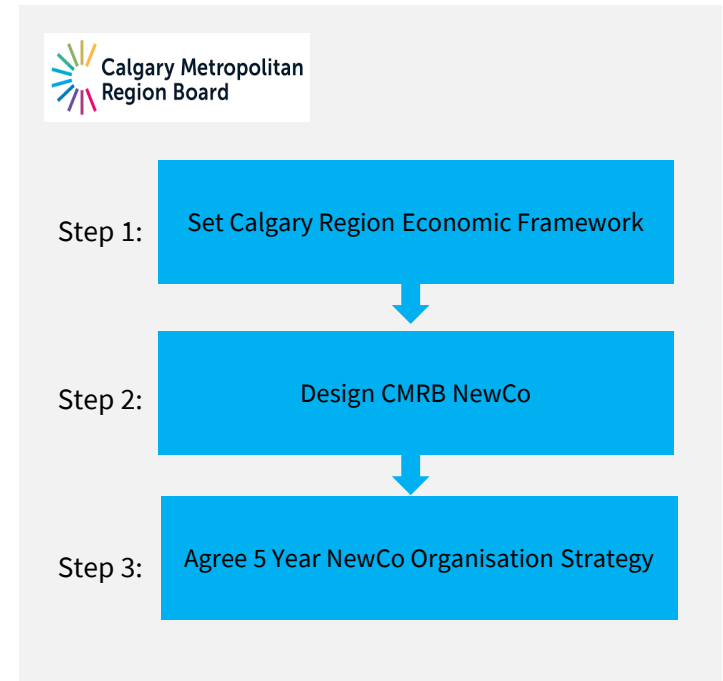 Calgary Metropolitan
Region Board
Step 1:
Set Calgary Region Economic Framework
Step 2:
Design CMRB NewCo
Step 3:
Agree 5 Year NewCo Organisation Strategy